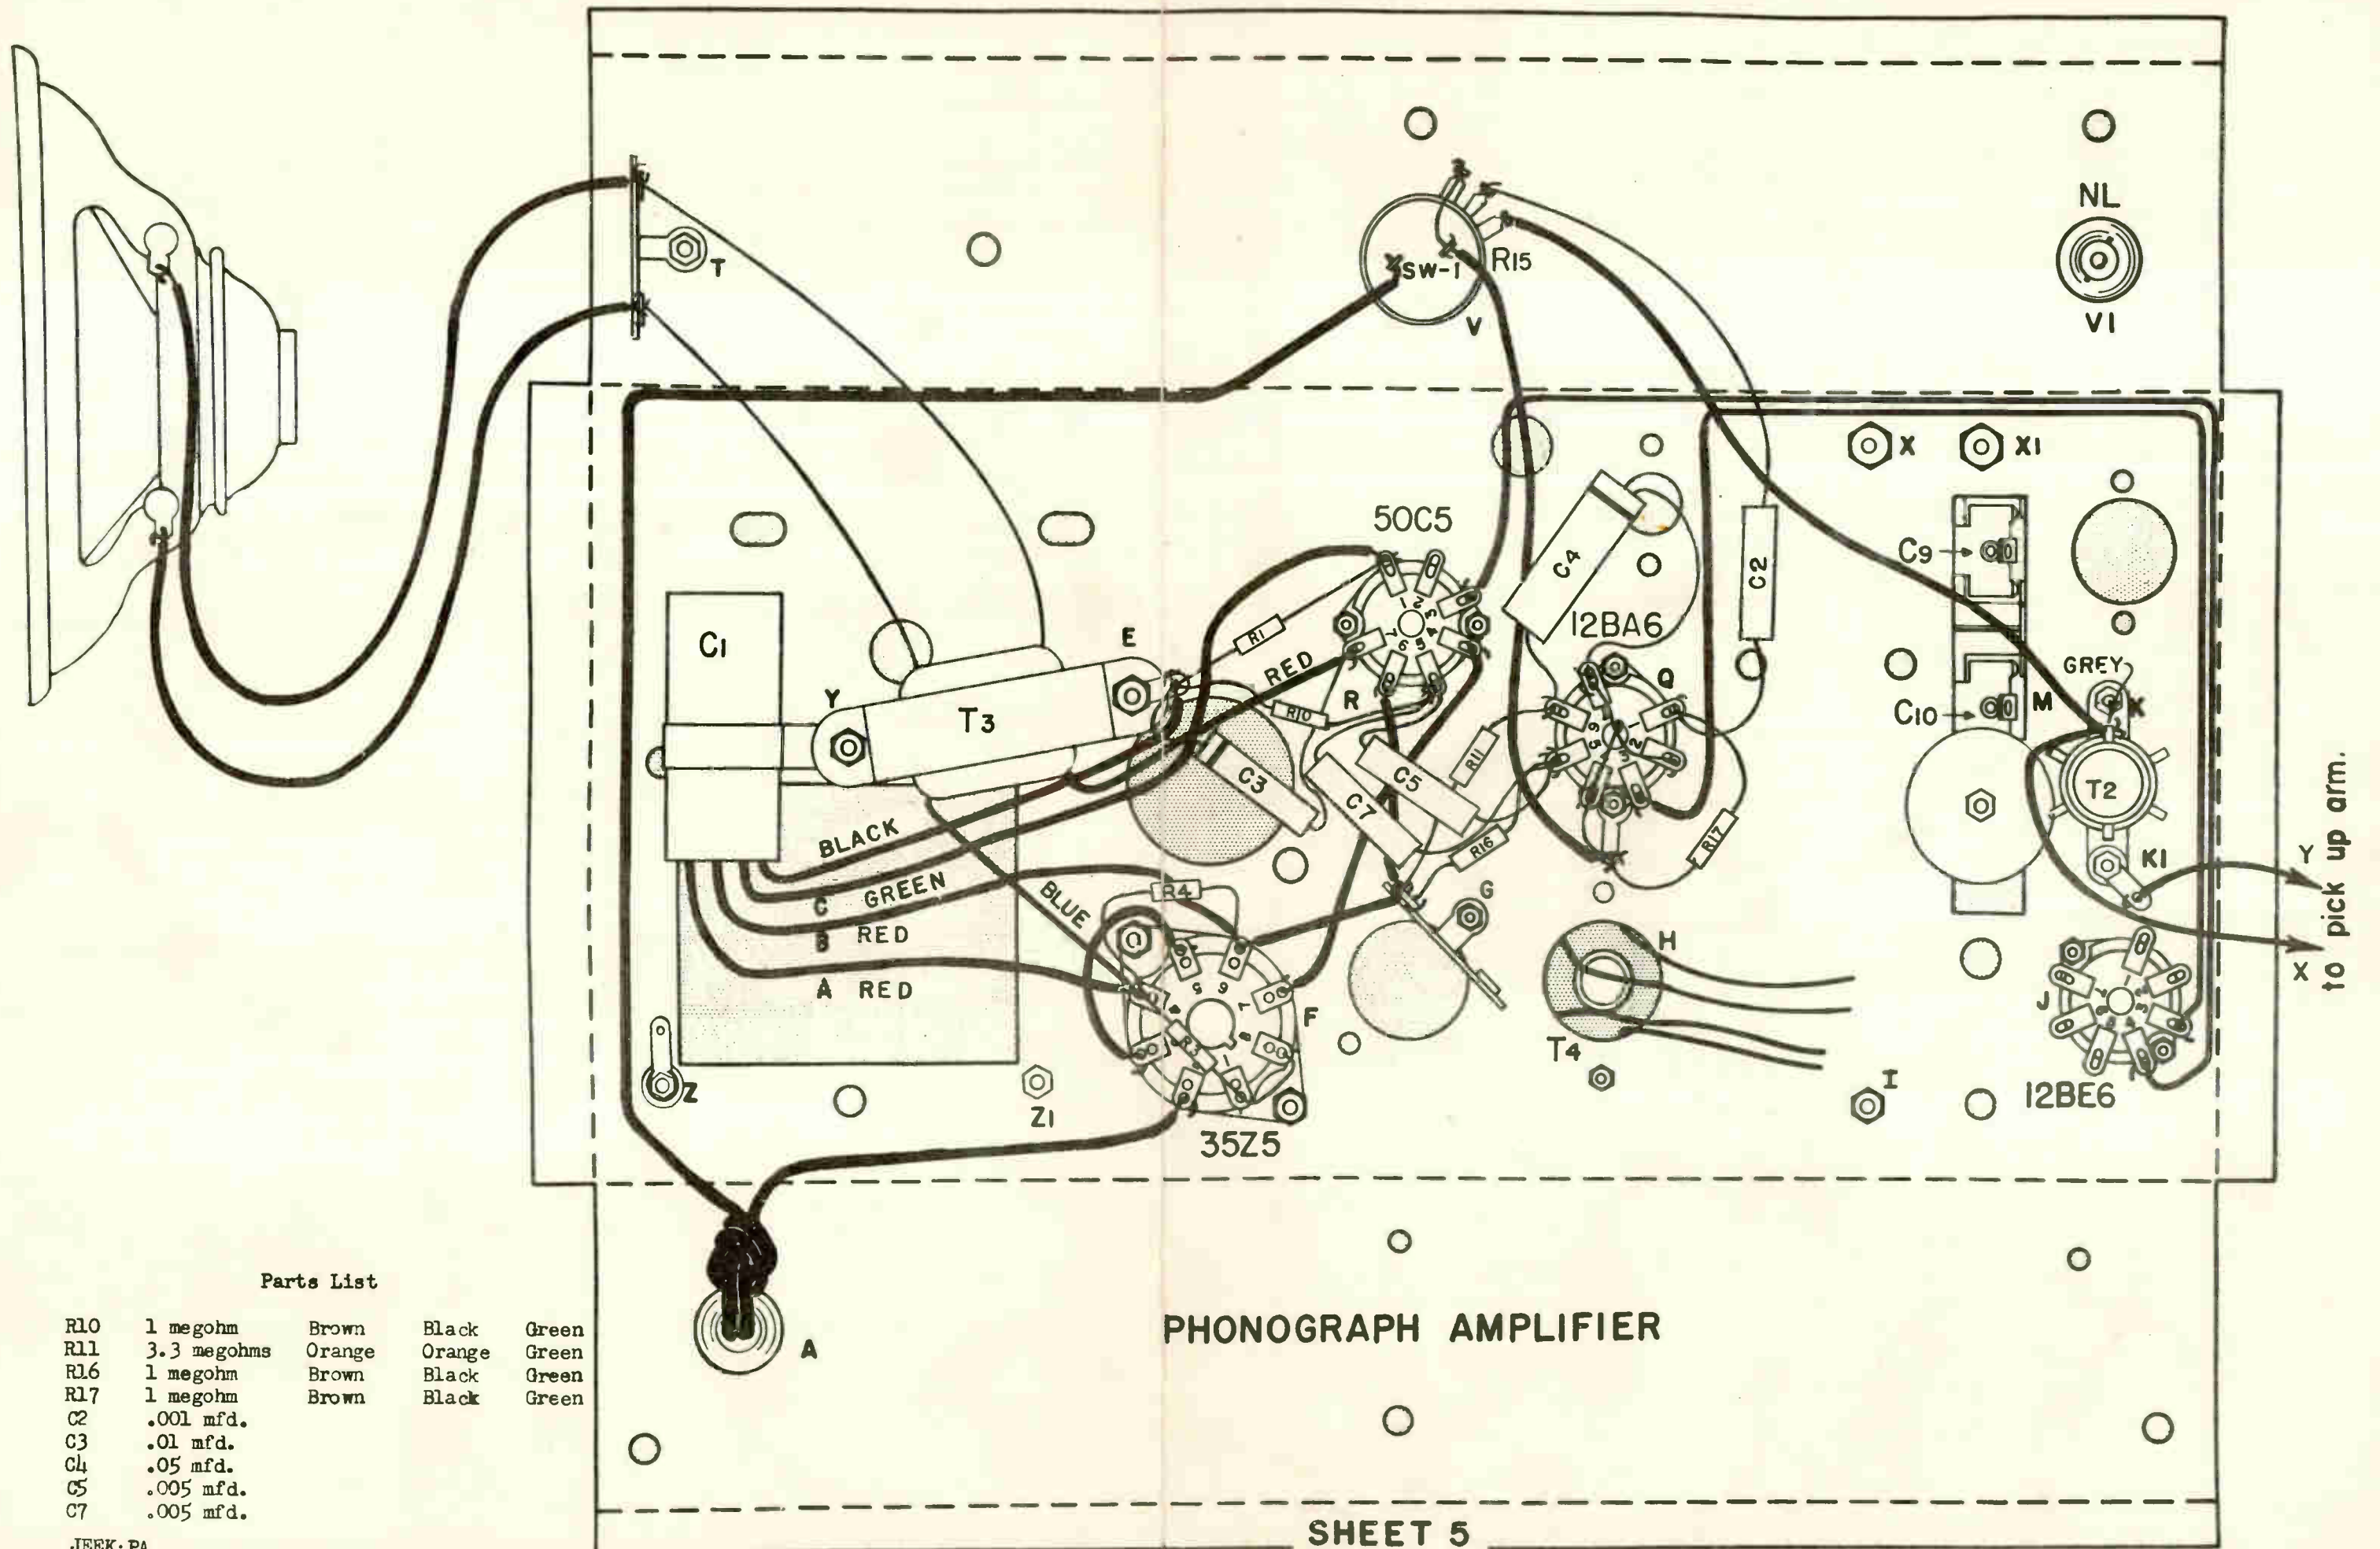 NL
V1
T
SW-1
R15
V
X
X1
50C5
C9
C4
C2
12BA6
C1
E
R1
RED
GREY
Y
T3
R10
R
Q
C10
M
K
C3
C5
C7
R11
T2
BLACK
R16
R17
K1
Y
C
GREEN
BLUE
R4
G
B
RED
H
X
to pick up arm.
A
RED
F
J
R3
T4
Z
Z1
I
12BE6
35Z5
A
PHONOGRAPH AMPLIFIER
SHEET 5
Parts List
R10 1 megohm Brown Black Green
R11 3.3 megohms Orange Orange Green
R16 1 megohm Brown Black Green
R17 1 megohm Brown Black Green
C2 .001 mfd.
C3 .01 mfd.
C4 .05 mfd.
C5 .005 mfd.
C7 .005 mfd.
JEEK:PA